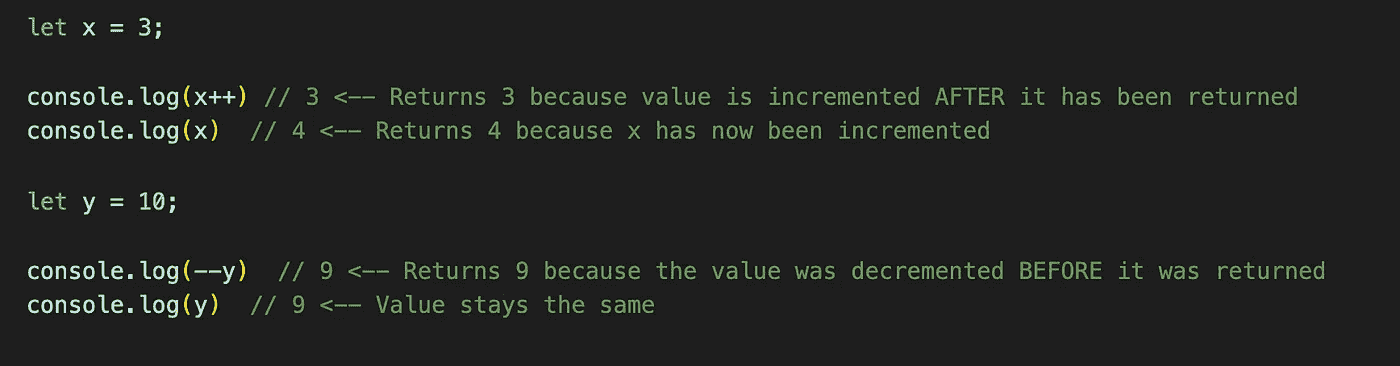 let x = 3;
console.log(x++) // 3 <-- Returns 3 because value is incremented AFTER it has been returned
console.log(x)  // 4 <-- Returns 4 because x has now been incremented
let y = 10;
console.log(--y)  // 9 <-- Returns 9 because the value was decremented BEFORE it was returned
console.log(y)  // 9 <-- Value stays the same